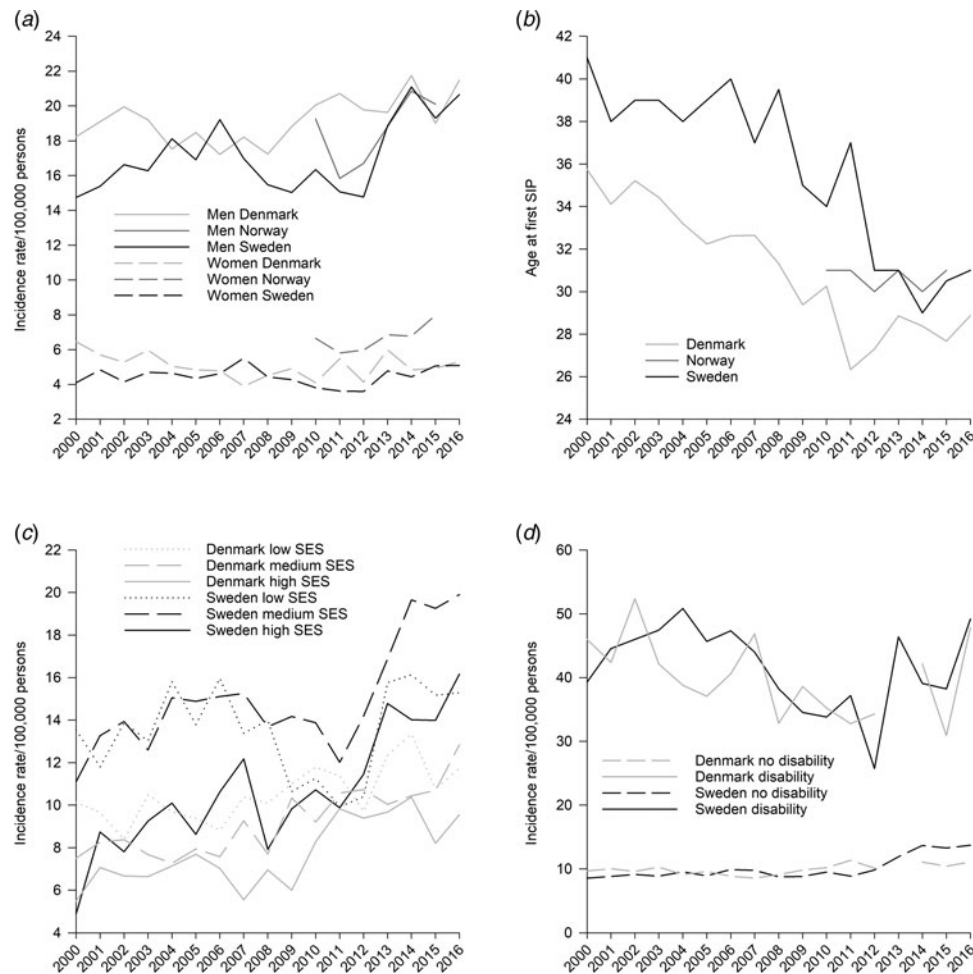 (a)
Incidence rate/100,000 persons
24
22
20
18
16
14
12
10
8
6
4
2
Men Denmark
Men Norway
Men Sweden
Women Denmark
Women Norway
Women Sweden
2000 2001 2002 2003 2004 2005 2006 2007 2008 2009 2010 2011 2012 2013 2014 2015 2016
(b)
Age at first SIP
42
40
38
36
34
32
30
28
26
24
Denmark
Norway
Sweden
2000 2001 2002 2003 2004 2005 2006 2007 2008 2009 2010 2011 2012 2013 2014 2015 2016
(c)
Incidence rate/100,000 persons
22
20
18
16
14
12
10
8
6
4
Denmark low SES
Denmark medium SES
Denmark high SES
Sweden low SES
Sweden medium SES
Sweden high SES
2000 2001 2002 2003 2004 2005 2006 2007 2008 2009 2010 2011 2012 2013 2014 2015 2016
(d)
Incidence rate/100,000 persons
60
50
40
30
20
10
0
Denmark no disability
Denmark disability
Sweden no disability
Sweden disability
2000 2001 2002 2003 2004 2005 2006 2007 2008 2009 2010 2011 2012 2013 2014 2015 2016